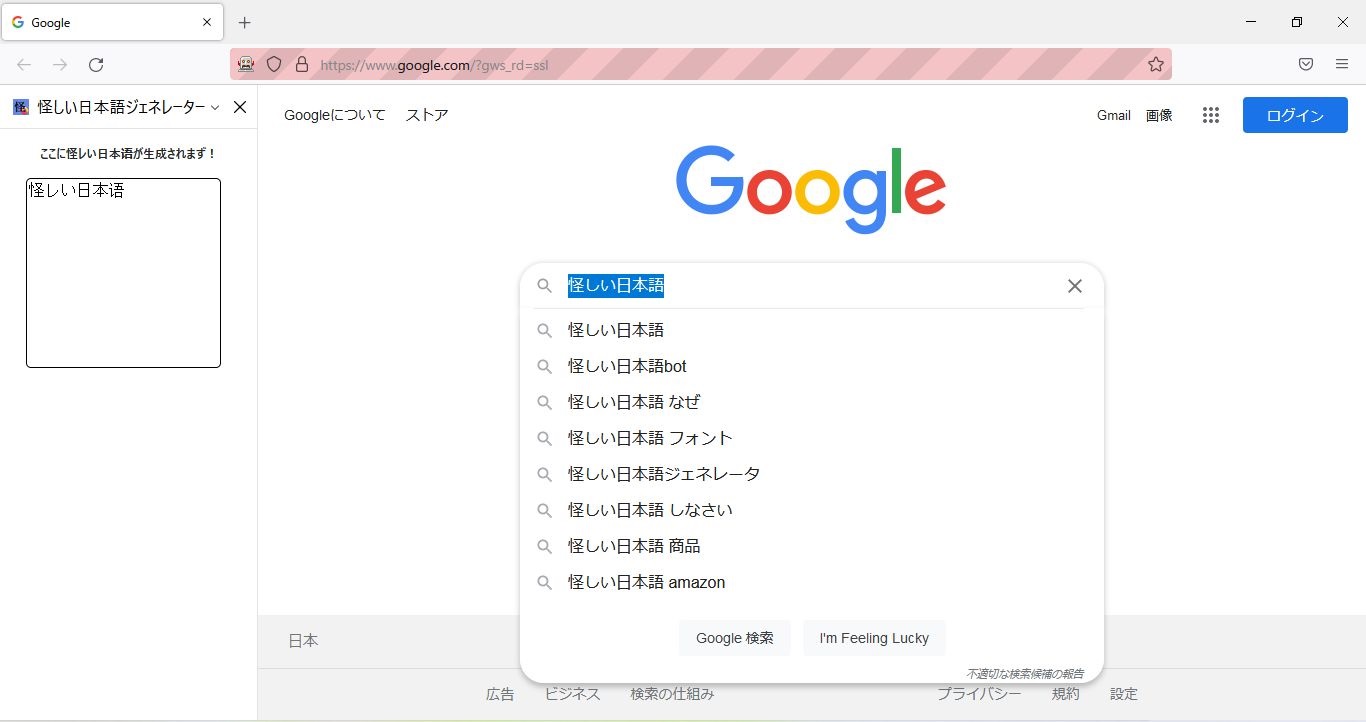 Google
https://www.google.com/?gws_rd=ssl
怪 怪しい日本語ジェネレーター
ここに怪レい日本语が生成されまず！
怪レい日本语
Googleについて ストア
Gmail 画像 ログイン
Google
怪しい日本語
怪しい日本語
怪しい日本語bot
怪しい日本語 なぜ
怪しい日本語 フォント
怪しい日本語ジェネレータ
怪しい日本語 しなさい
怪しい日本語 商品
怪しい日本語 amazon
Google 検索 I'm Feeling Lucky
不適切な検索候補の報告
日本
広告 ビジネス 検索の仕組み プライバシー 規約 設定